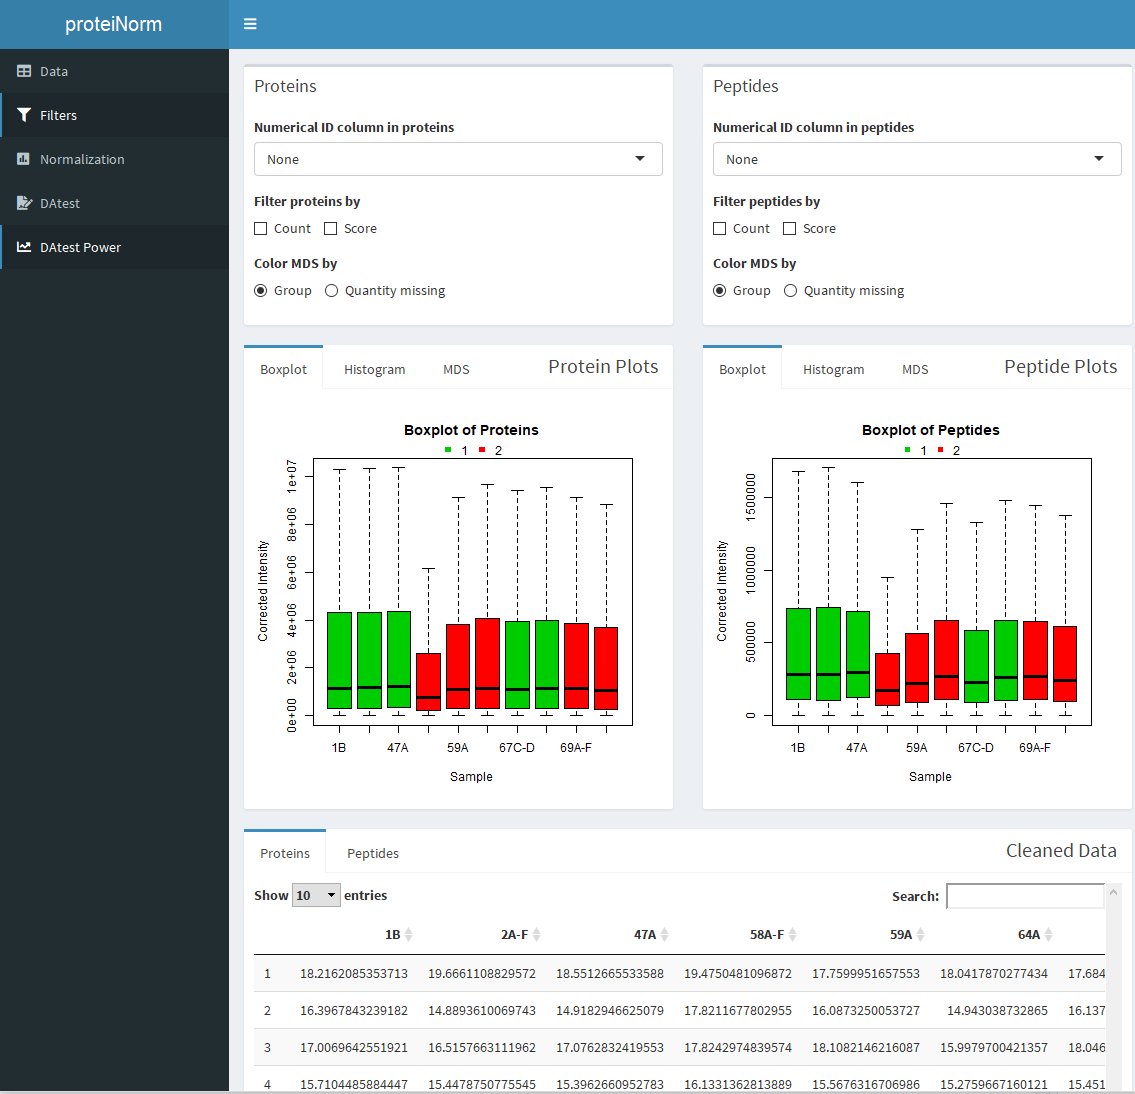 proteiNorm
Data
Filters
Normalization
DAtest
DAtest Power
Proteins
Numerical ID column in proteins
None
Filter proteins by
Count Score
Color MDS by
Group Quantity missing
Peptides
Numerical ID column in peptides
None
Filter peptides by
Count Score
Color MDS by
Group Quantity missing
Boxplot Histogram MDS Protein Plots
Boxplot of Proteins
1 2
Corrected Intensity
1e+07
8e+06
6e+06
4e+06
2e+06
0e+00
1B 47A 59A 67C-D 69A-F
Sample
Boxplot Histogram MDS Peptide Plots
Boxplot of Peptides
1 2
Corrected Intensity
1500000
1000000
500000
0
1B 47A 59A 67C-D 69A-F
Sample
Proteins Peptides Cleaned Data
Show 10 entries Search:
1B 2A-F 47A 58A-F 59A 64A
1 18.2162085353713 19.6661108829572 18.5512665533588 19.4750481096872 17.7599951657553 18.0417870277434 17.684
2 16.3967843239182 14.8893610069743 14.9182946625079 17.8211677802955 16.0873250053727 14.943038732865 16.137
3 17.0069642551921 16.5157663111962 17.0762832419553 17.8242974839574 18.1082146216087 15.9979700421357 18.046
4 15.7104485884447 15.4478750775545 15.3962660952783 16.1331362813889 15.5676316706986 15.2759667160121 15.451